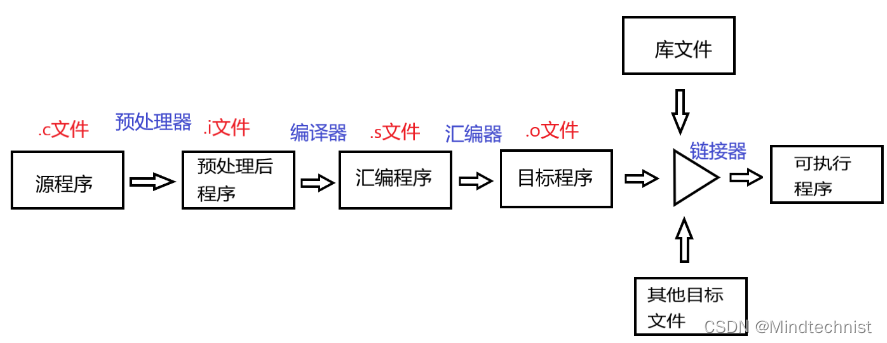 库文件
.c文件
预处理器
.i文件
编译器
.s文件
汇编器
.o文件
链接器
源程序
预处理后
程序
汇编程序
目标程序
可执行
程序
其他目标
文件
CSDN @Mindtechnist